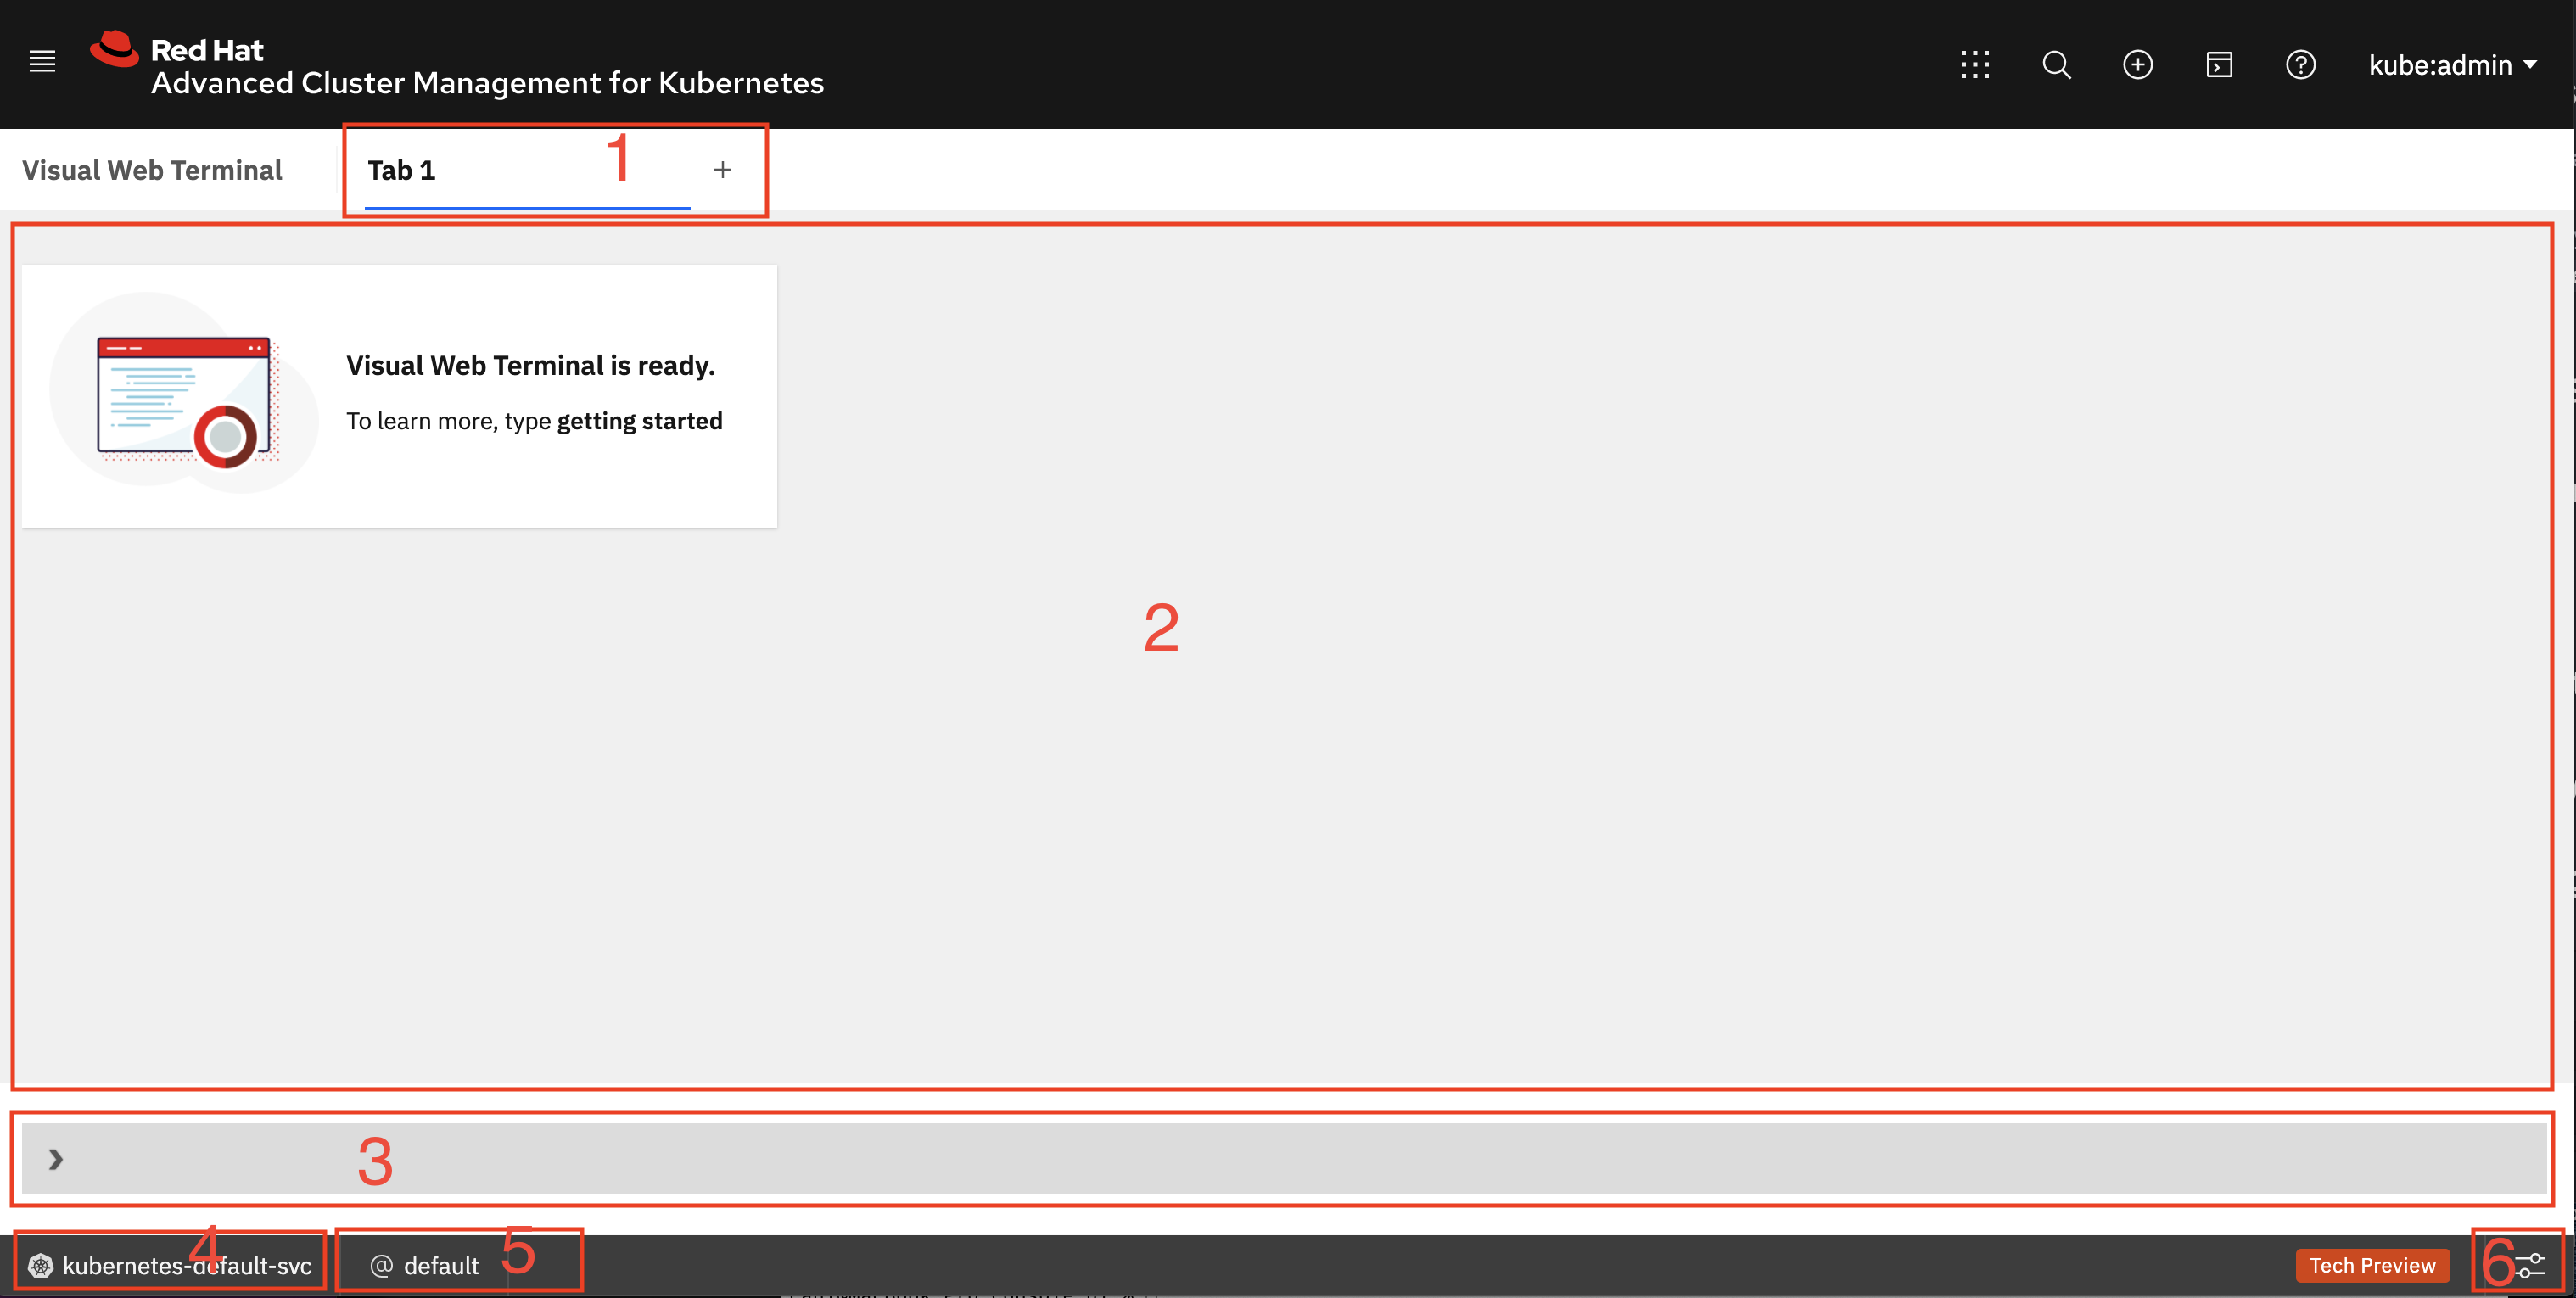 Red Hat
Advanced Cluster Management for Kubernetes
kube:admin
Visual Web Terminal
Tab 1
1
+
Visual Web Terminal is ready.
To learn more, type getting started
2
3
4
kubernetes-default-svc
5
@ default
Tech Preview
6